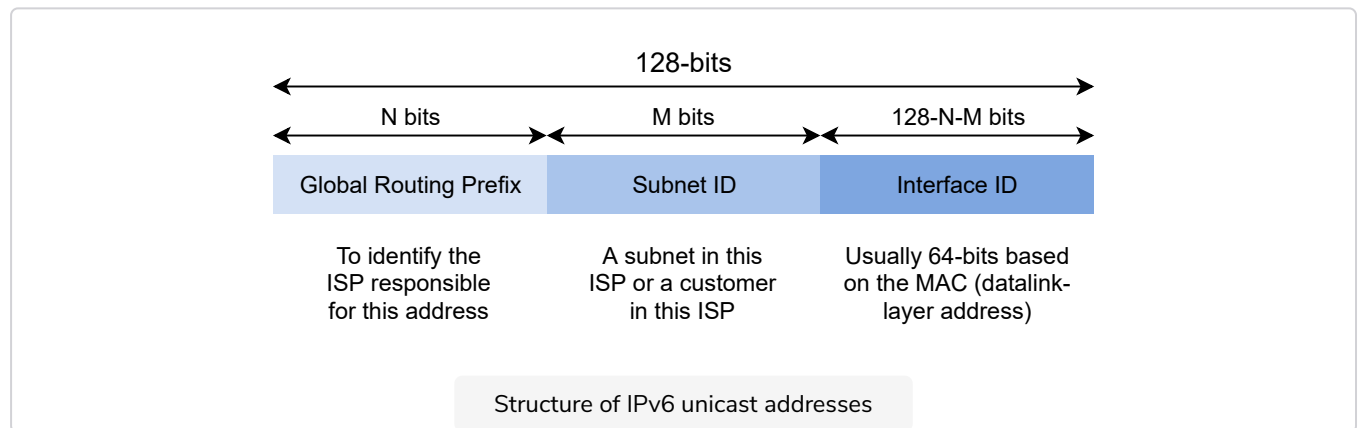 128-bits
N bits
M bits
128-N-M bits
Global Routing Prefix
Subnet ID
Interface ID
To identify the
ISP responsible
for this address
A subnet in this
ISP or a customer
in this ISP
Usually 64-bits based
on the MAC (datalink-
layer address)
Structure of IPv6 unicast addresses